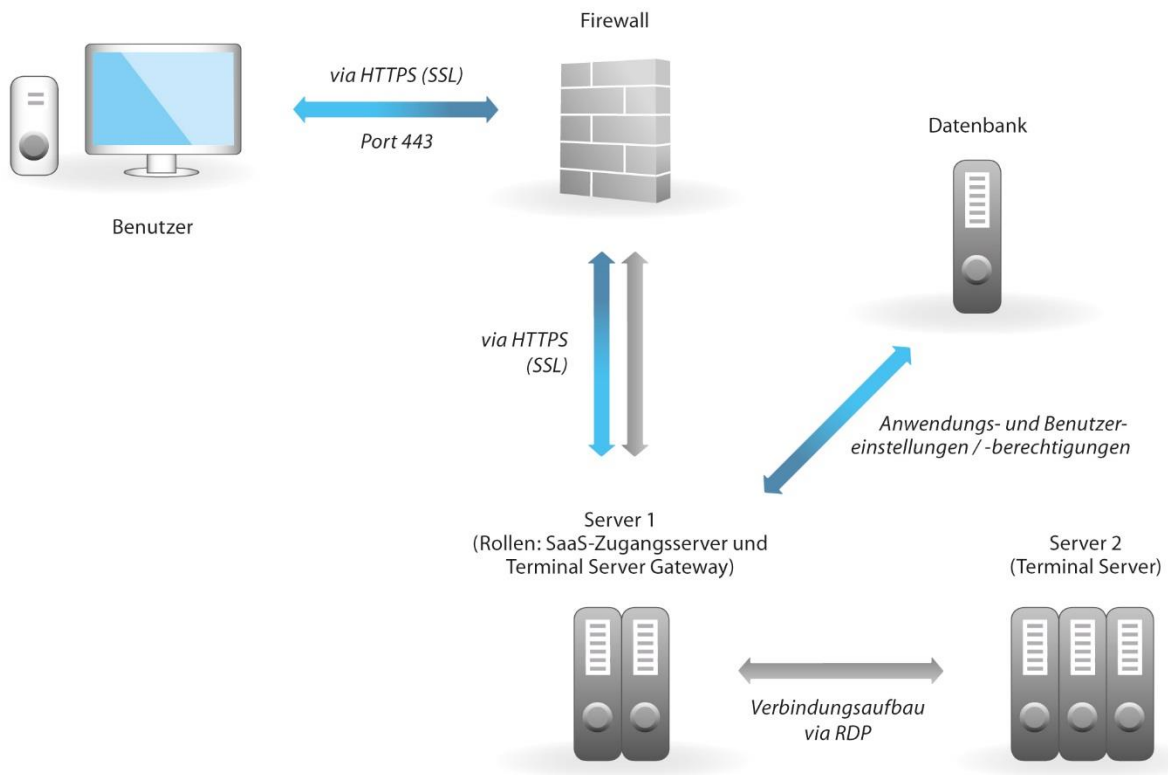 Firewall
via HTTPS (SSL)
Port 443
Benutzer
Datenbank
via HTTPS
(SSL)
Anwendungs- und Benutzer-
einstellungen / -berechtigungen
Server 1
(Rollen: SaaS-Zugangsserver und
Terminal Server Gateway)
Server 2
(Terminal Server)
Verbindungsaufbau
via RDP